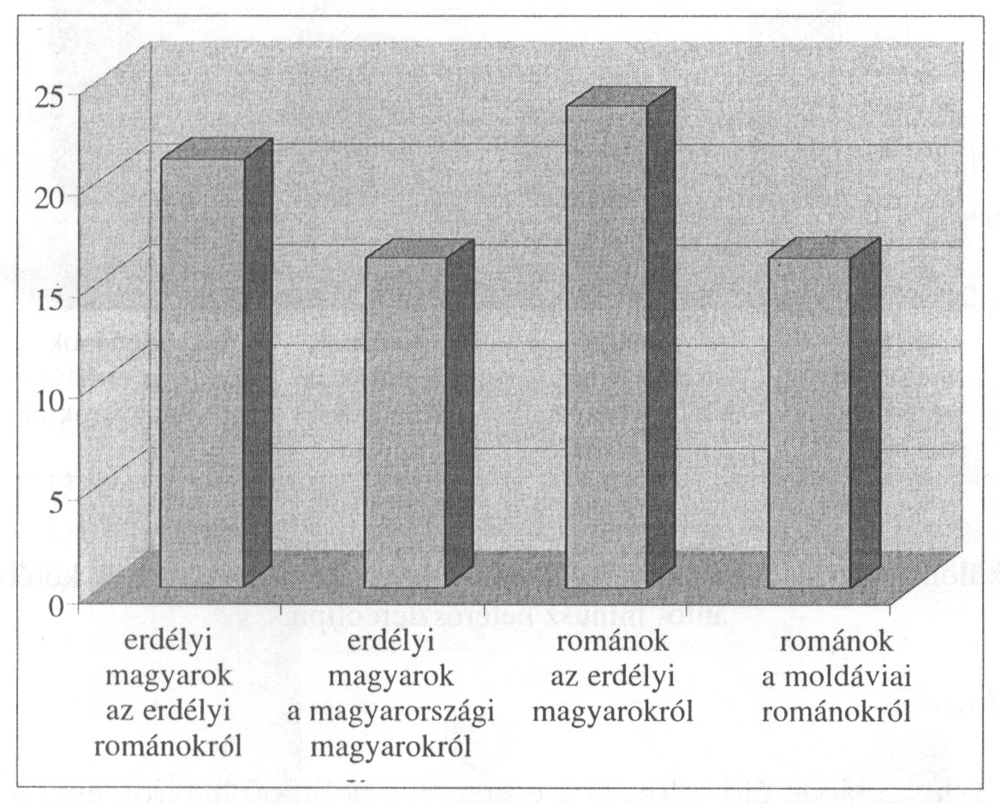 25
20
15
10
5
0
erdélyi
magyarok
az erdélyi
románokról
erdélyi
magyarok
a magyarországi
magyarokról
románok
az erdélyi
magyarokról
románok
a moldáviai
románokról